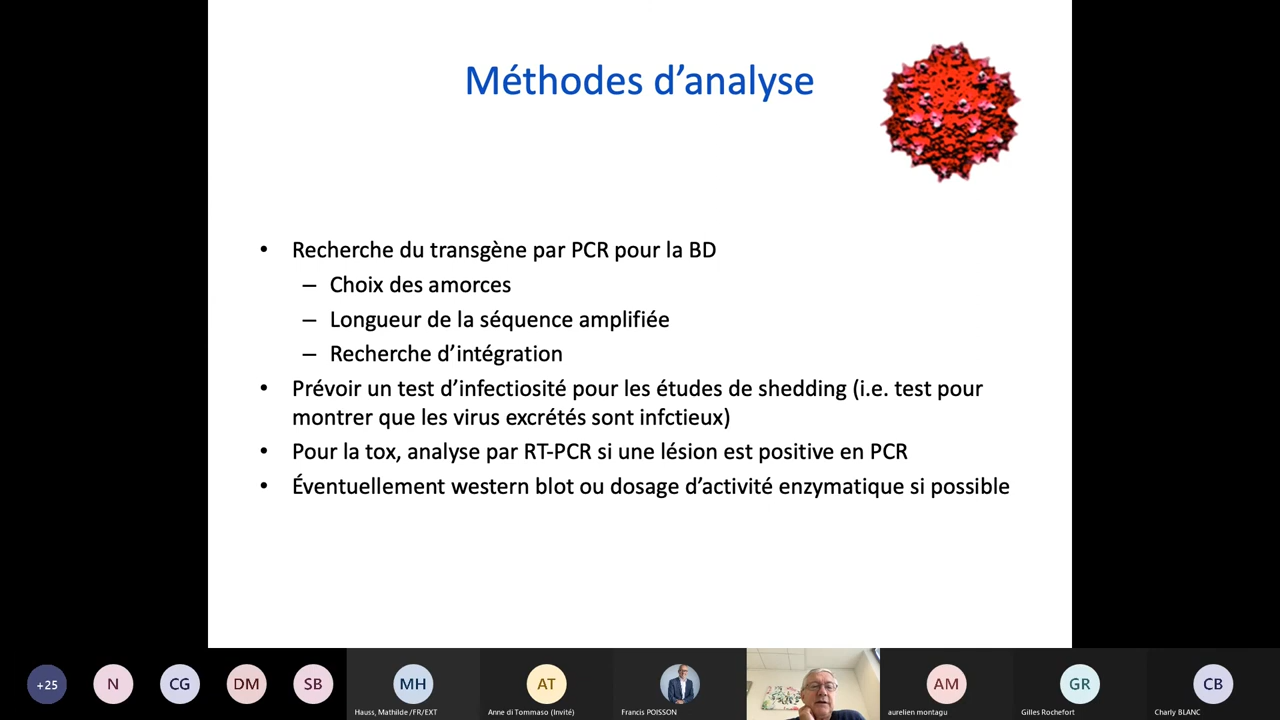 Méthodes d’analyse
• Recherche du transgène par PCR pour la BD
– Choix des amorces
– Longueur de la séquence amplifiée
– Recherche d’intégration
• Prévoir un test d’infectiosité pour les études de shedding (i.e. test pour
montrer que les virus excrétés sont infctieux)
• Pour la tox, analyse par RT-PCR si une lésion est positive en PCR
• Éventuellement western blot ou dosage d’activité enzymatique si possible
+25 N CG DM SB MH AT AM GR CB
Hauss, Mathilde /FR/EXT Anne di Tommaso (Invité) Francis POISSON aurelien montagu Gilles Rochefort Charly BLANC